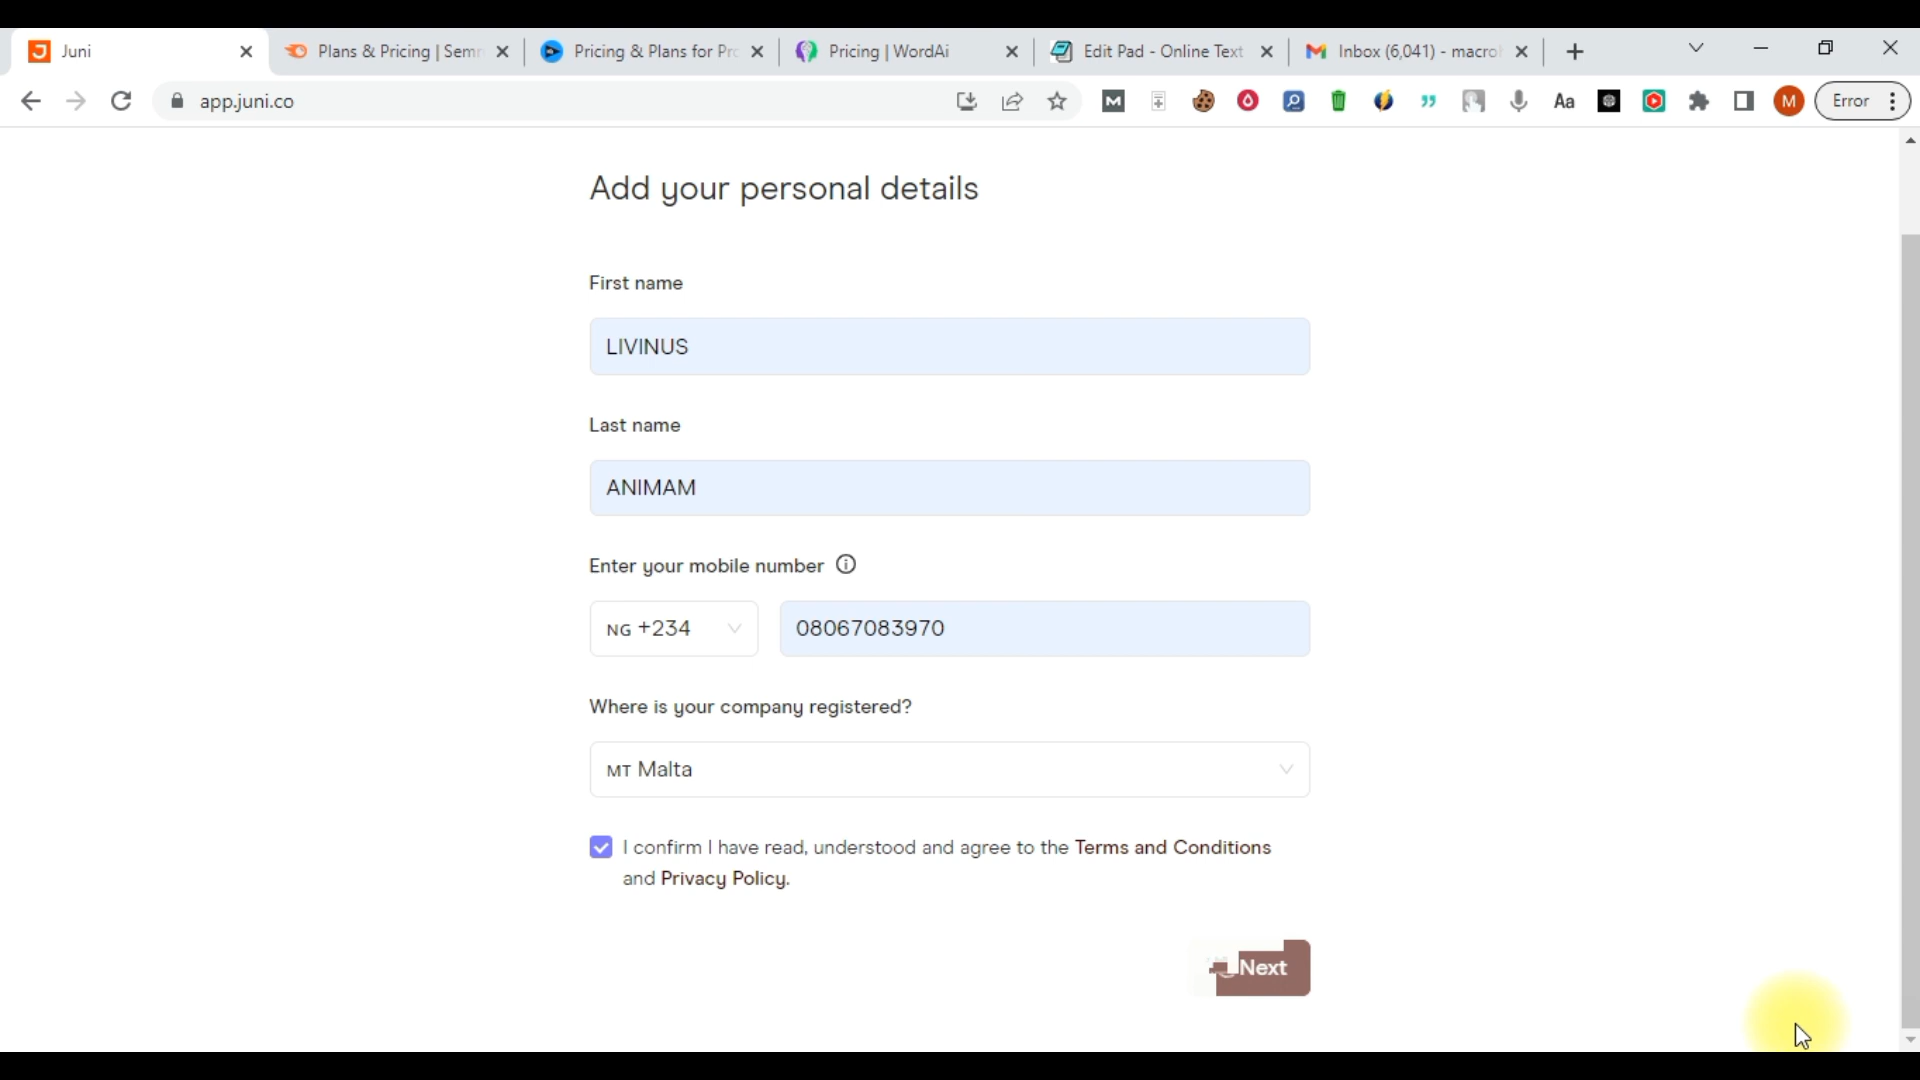 Juni
Plans & Pricing | Semr
Pricing & Plans for Pro
Pricing | WordAi
Edit Pad - Online Text
Inbox (6,041) - macrol
app.juni.co
Aa
M
Error
Add your personal details
First name
LIVINUS
Last name
ANIMAM
Enter your mobile number
NG +234
08067083970
Where is your company registered?
MT Malta
I confirm I have read, understood and agree to the Terms and Conditions
and Privacy Policy.
Next